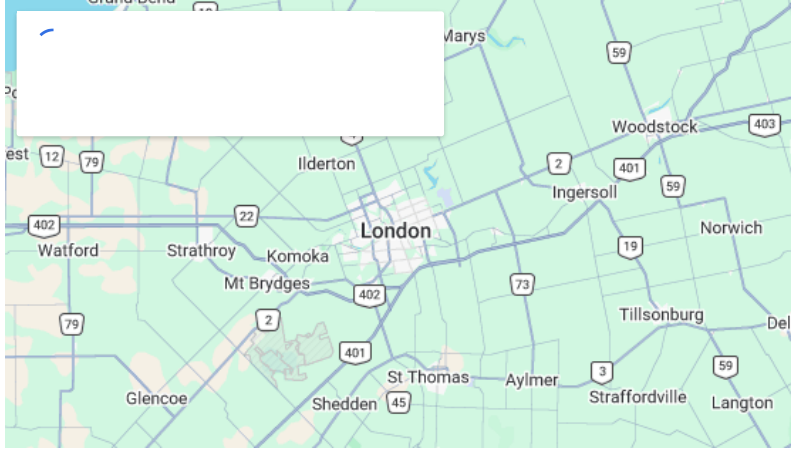 Marys
59
Woodstock
403
est
12
79
Ilderton
2
401
59
Ingersoll
402
22
London
Norwich
Watford
Strathroy
Komoka
19
Mt Brydges
402
73
79
2
Tillsonburg
Del
401
59
St Thomas
Aylmer
3
Glencoe
Shedden
45
Straffordville
Langton